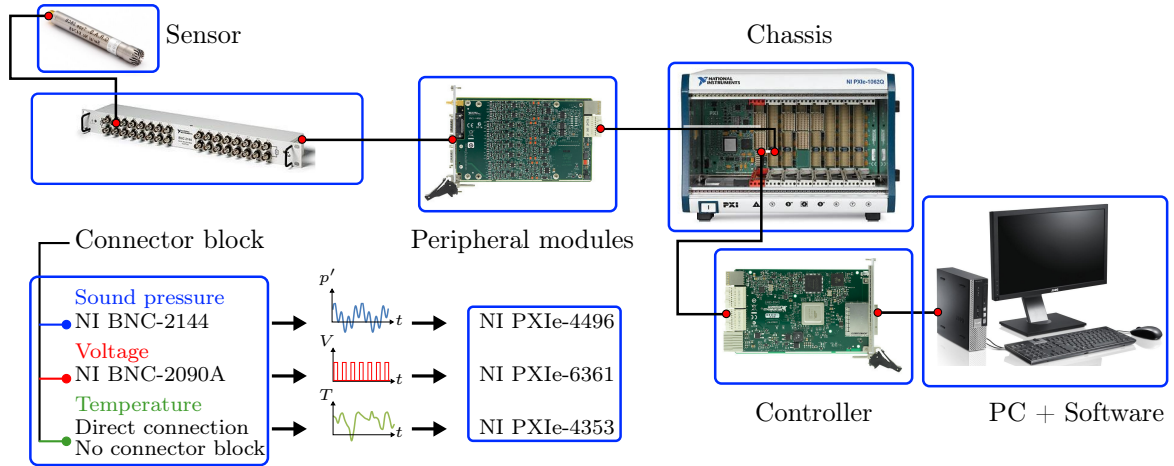 Sensor
Chassis
NATIONAL INSTRUMENTS
NI PXIe-1062Q
PXI
Connector block
Peripheral modules
Sound pressure
NI BNC-2144
p′
t
NI PXIe-4496
Voltage
NI BNC-2090A
V
t
NI PXIe-6361
Temperature
Direct connection
No connector block
T
t
NI PXIe-4353
Controller
PC + Software